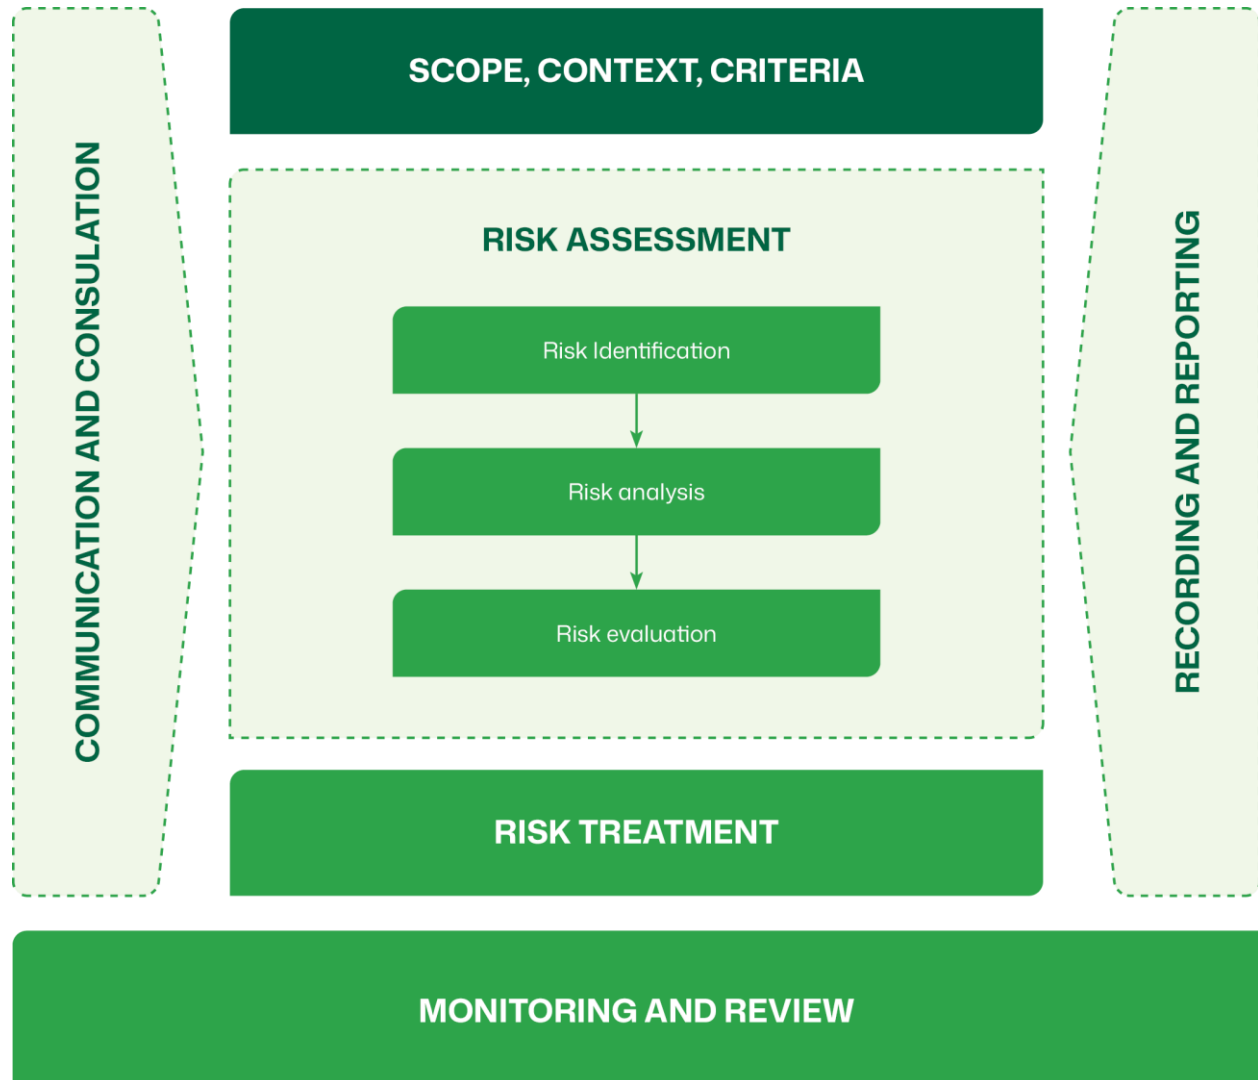 SCOPE, CONTEXT, CRITERIA
COMMUNICATION AND CONSULATION
RISK ASSESSMENT
Risk Identification
Risk analysis
Risk evaluation
RECORDING AND REPORTING
RISK TREATMENT
MONITORING AND REVIEW